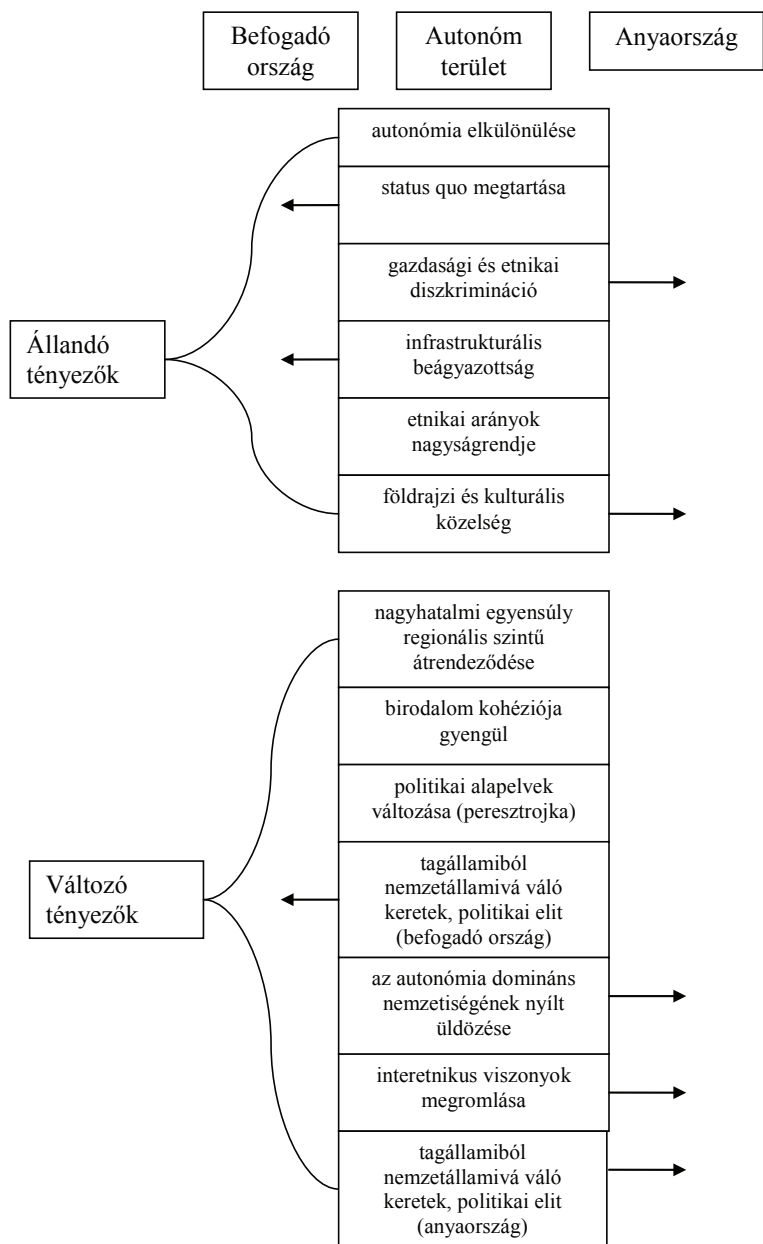 Befogadó
ország
Autonóm
terület
Anyaország
autonómia elkülönülése
status quo megtartása
gazdasági és etnikai
diszkrimináció
Állandó
tényezők
infrastrukturális
beágyazottság
etnikai arányok
nagyságrendje
földrajzi és kulturális
közelség
nagyhatalmi egyensúly
regionális szintű
átrendeződése
birodalom kohéziója
gyengül
politikai alapelvek
változása (peresztrojka)
Változó
tényezők
tagállamiból
nemzetállamivá váló
keretek, politikai elit
(befogadó ország)
az autonómia domináns
nemzetiségének nyílt
üldözése
interetnikus viszonyok
megromlása
tagállamiból
nemzetállamivá váló
keretek, politikai elit
(anyaország)